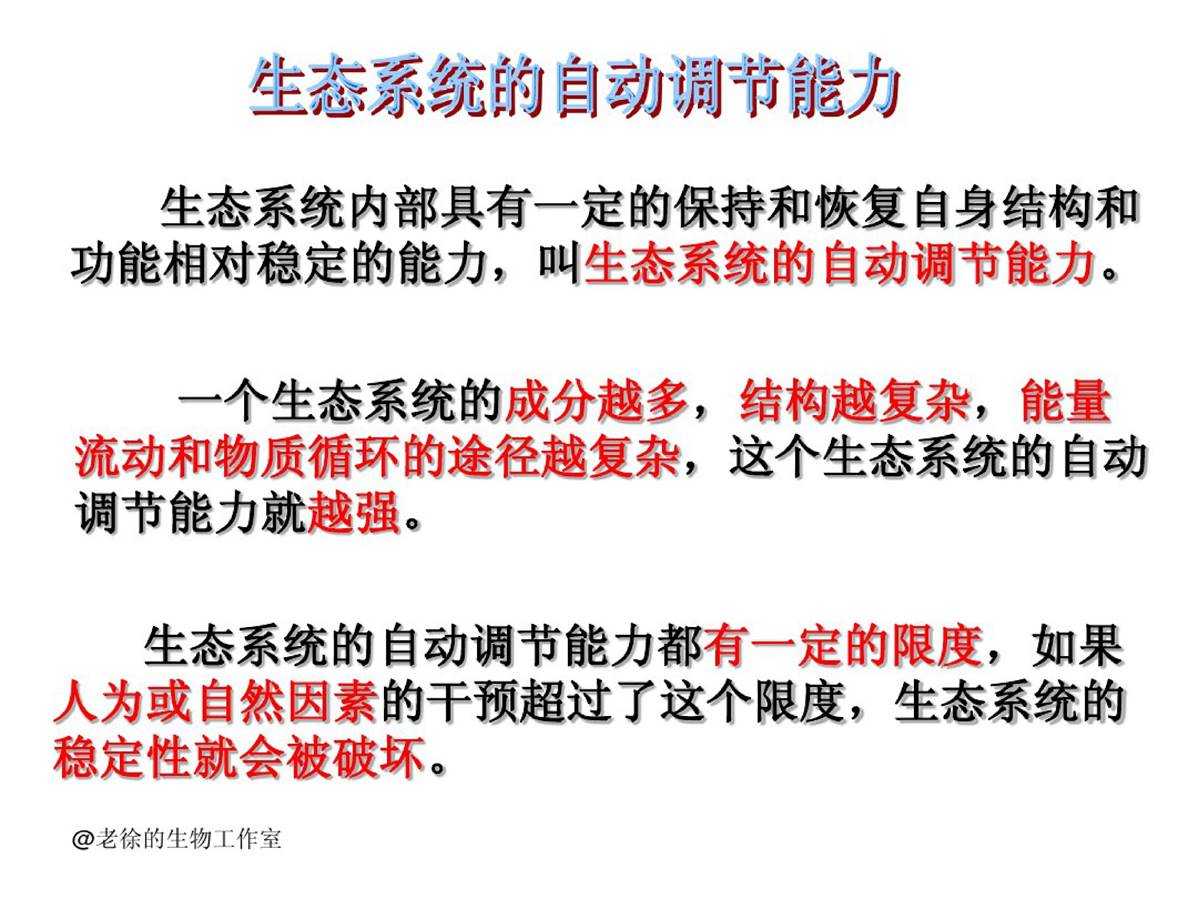 生态系统的自动调节能力
生态系统内部具有一定的保持和恢复自身结构和
功能相对稳定的能力，叫生态系统的自动调节能力。
一个生态系统的成分越多，结构越复杂，能量
流动和物质循环的途径越复杂，这个生态系统的自动
调节能力就越强。
生态系统的自动调节能力都有一定的限度，如果
人为或自然因素的干预超过了这个限度，生态系统的
稳定性就会被破坏。
@老徐的生物工作室